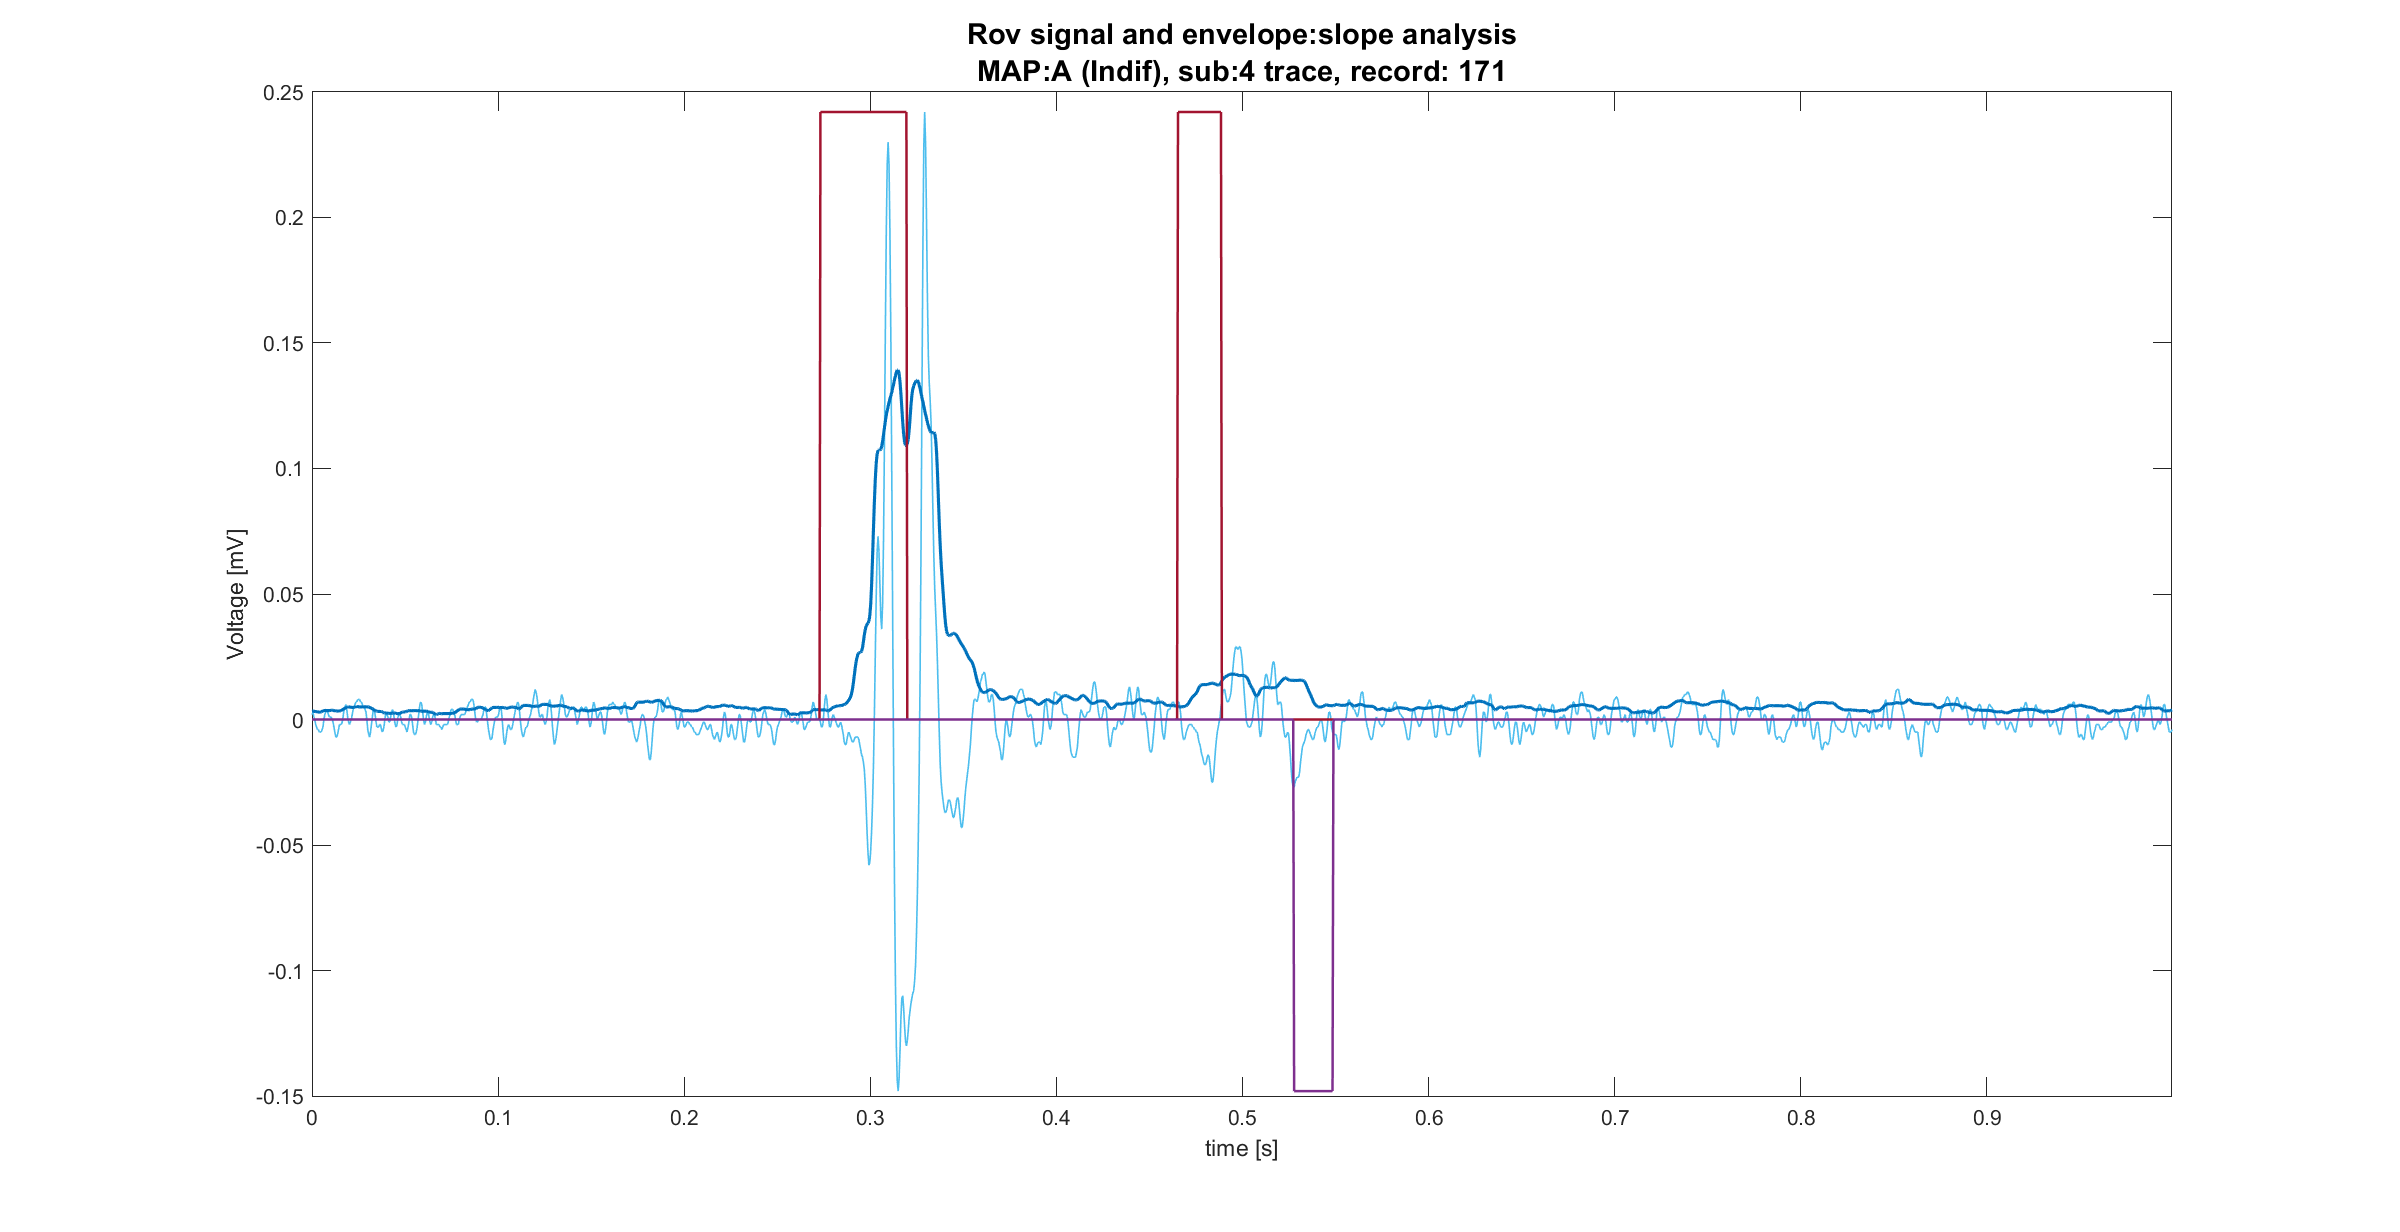 Rov signal and envelope:slope analysis
MAP:A (Indif), sub:4 trace, record: 171
0.25
0.2
0.15
0.1
0.05
0
-0.05
-0.1
-0.15
Voltage [mV]
0 0.1 0.2 0.3 0.4 0.5 0.6 0.7 0.8 0.9
time [s]